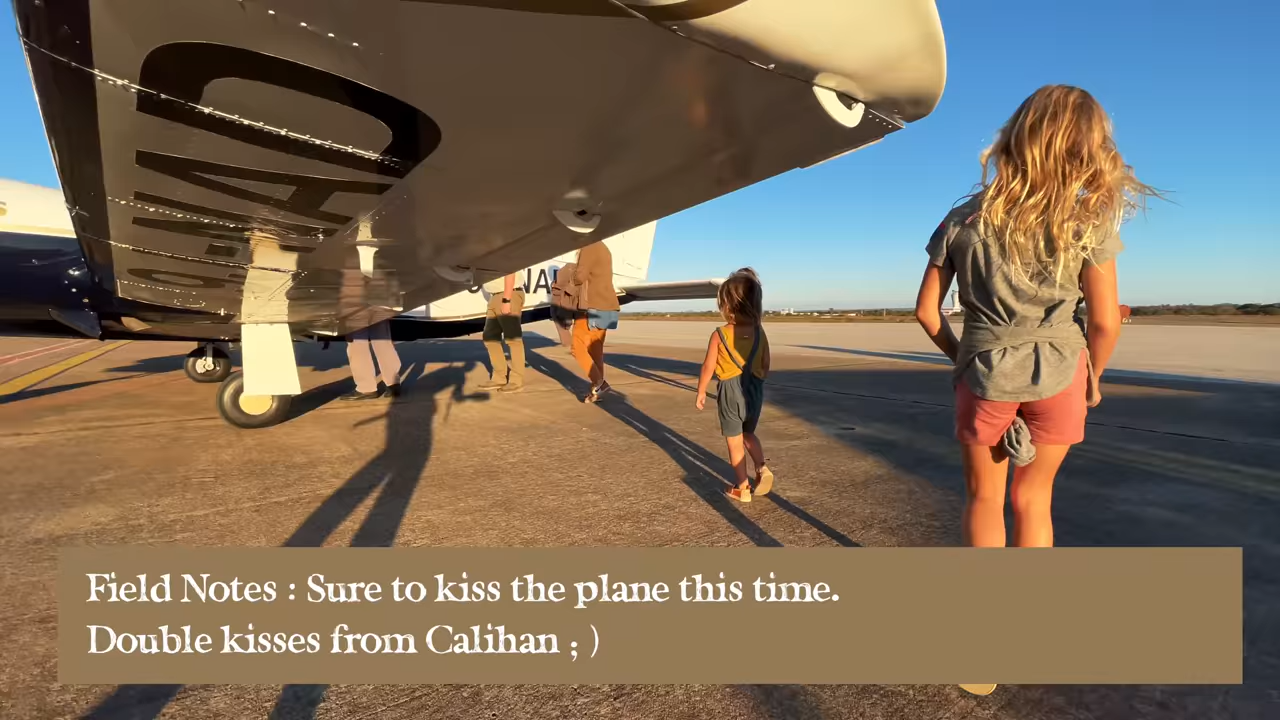 Field Notes : Sure to kiss the plane this time.
Double kisses from Calihan ; )